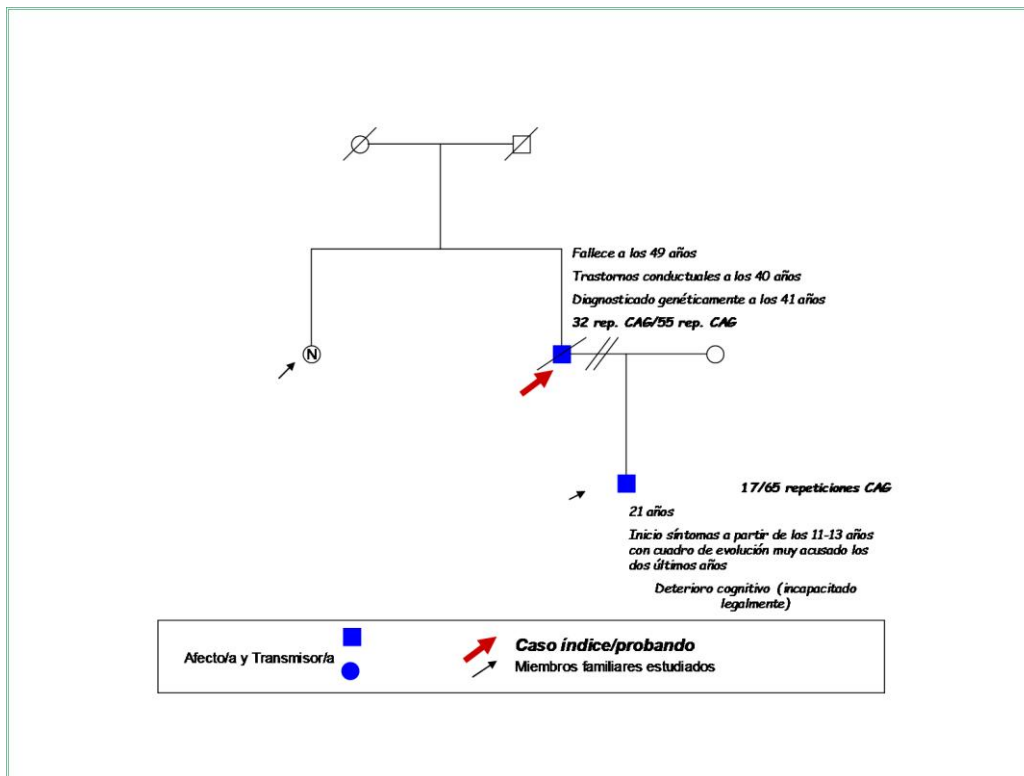 Fallece a los 49 años
Trastornos conductuales a los 40 años
Diagnosticado genéticamente a los 41 años
32 rep. CAG/55 rep. CAG
N
17/65 repeticiones CAG
21 años
Inicio síntomas a partir de los 11-13 años
con cuadro de evolución muy acusado los
dos últimos años
Deterioro cognitivo (incapacitado
legalmente)
Afecto/a y Transmisor/a
Caso índice/probando
Miembros familiares estudiados